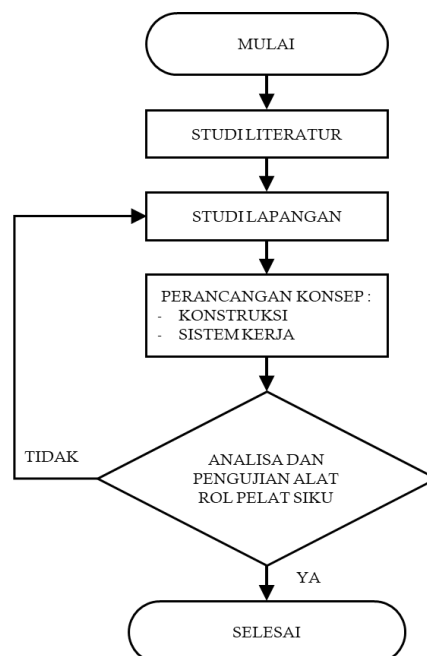 MULAI
STUDI LITERATUR
STUDI LAPANGAN
PERANCANGAN KONSEP :
- KONSTRUKSI
- SISTEM KERJA
TIDAK
ANALISA DAN
PENGUJIAN ALAT
ROL PELAT SIKU
YA
SELESAI